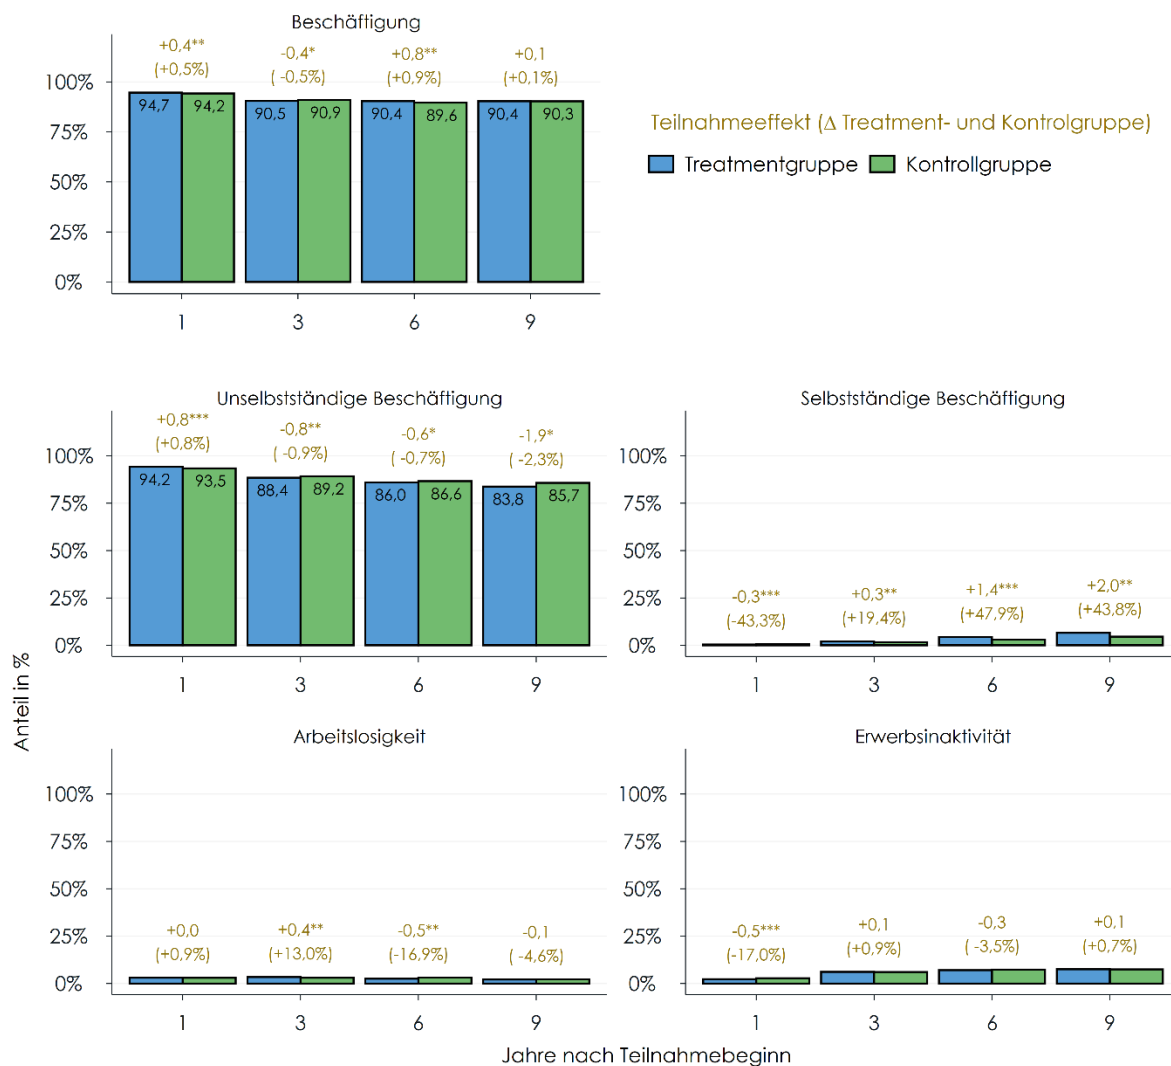 Beschäftigung
+0,4** -0,4* +0,8** +0,1
(+0,5%) ( -0,5%) (+0,9%) (+0,1%)
100%
94,7 94,2 90,5 90,9 90,4 89,6 90,4 90,3
75%
50%
25%
0%
1 3 6 9
Teilnahmeeffekt (Δ Treatment- und Kontrolgruppe)
Treatmentgruppe Kontrollgruppe
Unselbstständige Beschäftigung
+0,8*** -0,8** -0,6* -1,9*
(+0,8%) ( -0,9%) ( -0,7%) ( -2,3%)
100%
94,2 93,5 88,4 89,2 86,0 86,6 83,8 85,7
75%
50%
25%
0%
1 3 6 9
Selbstständige Beschäftigung
100%
75%
50%
25%
-0,3*** +0,3** +1,4*** +2,0**
(-43,3%) (+19,4%) (+47,9%) (+43,8%)
0%
1 3 6 9
Anteil in %
Arbeitslosigkeit
100%
75%
50%
25%
+0,0 +0,4** -0,5** -0,1
(+0,9%) (+13,0%) (-16,9%) ( -4,6%)
0%
1 3 6 9
Erwerbsinaktivität
100%
75%
50%
25%
-0,5*** +0,1 -0,3 +0,1
(-17,0%) (+0,9%) ( -3,5%) (+0,7%)
0%
1 3 6 9
Jahre nach Teilnahmebeginn